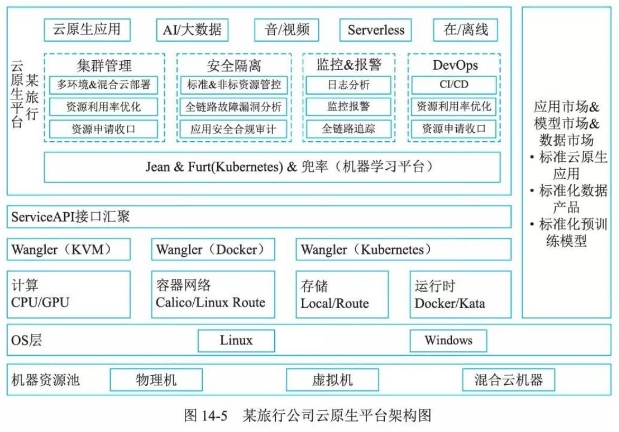 云原生应用
AI/大数据
音/视频
Serverless
在/离线
某旅行
云原生平台
集群管理
多环境&混合云部署
资源利用率优化
资源申请收口
安全隔离
标准&非标资源管控
全链路故障漏洞分析
应用安全合规审计
监控&报警
日志分析
监控报警
全链路追踪
DevOps
CI/CD
资源利用率优化
资源申请收口
Jean & Furt(Kubernetes) & 兜率（机器学习平台）
应用市场&
模型市场&
数据市场
• 标准云原生
应用
• 标准化数据
产品
• 标准化预训
练模型
ServiceAPI接口汇聚
Wangler（KVM）
Wangler（Docker）
Wangler（Kubernetes）
计算
CPU/GPU
容器网络
Calico/Linux Route
存储
Local/Route
运行时
Docker/Kata
OS层
Linux
Windows
机器资源池
物理机
虚拟机
混合云机器
图 14-5 某旅行公司云原生平台架构图